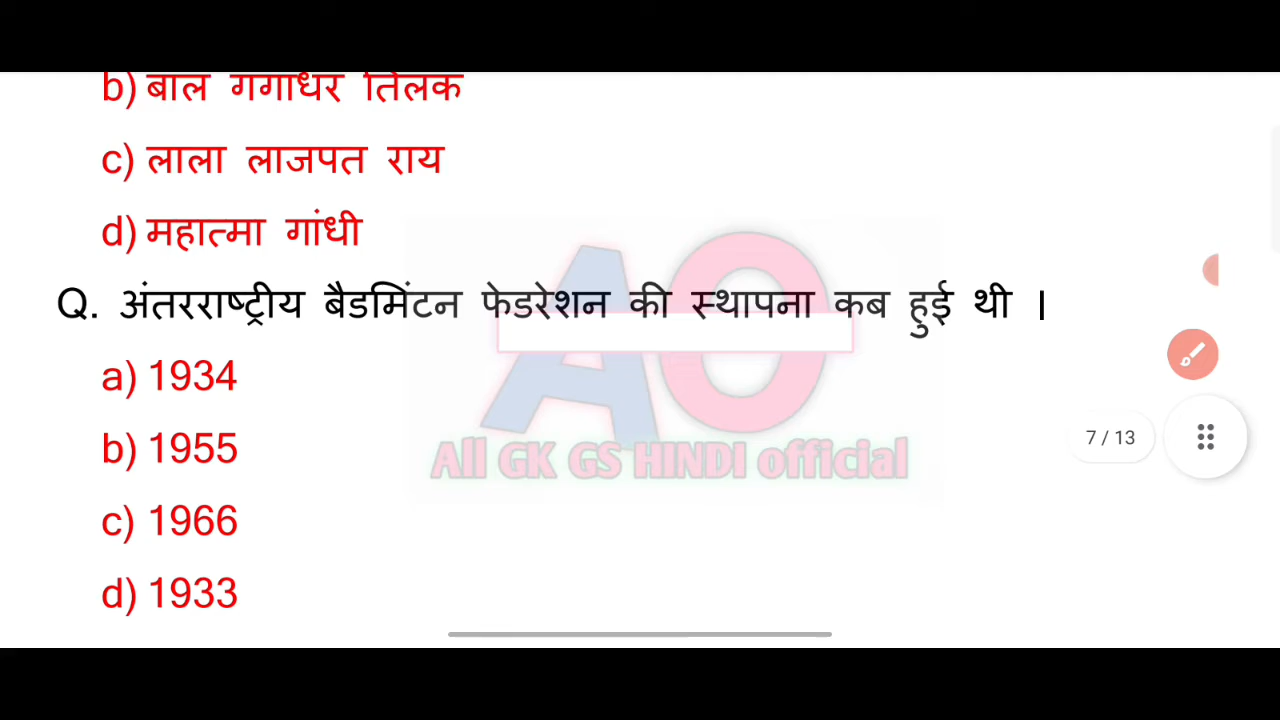 b) बाल गंगाधर तिलक
c) लाला लाजपत राय
d) महात्मा गांधी
Q. अंतरराष्ट्रीय बैडमिंटन फेडरेशन की स्थापना कब हुई थी ।
a) 1934
b) 1955
7 / 13
All GK GS HINDI official
c) 1966
d) 1933
AO